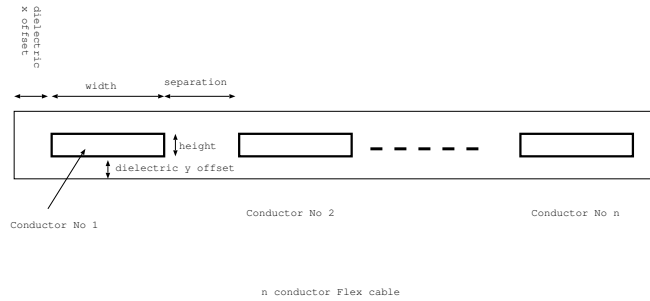 dielectric
x offset
width
separation
height
dielectric y offset
Conductor No 1
Conductor No 2
Conductor No n
n conductor Flex cable